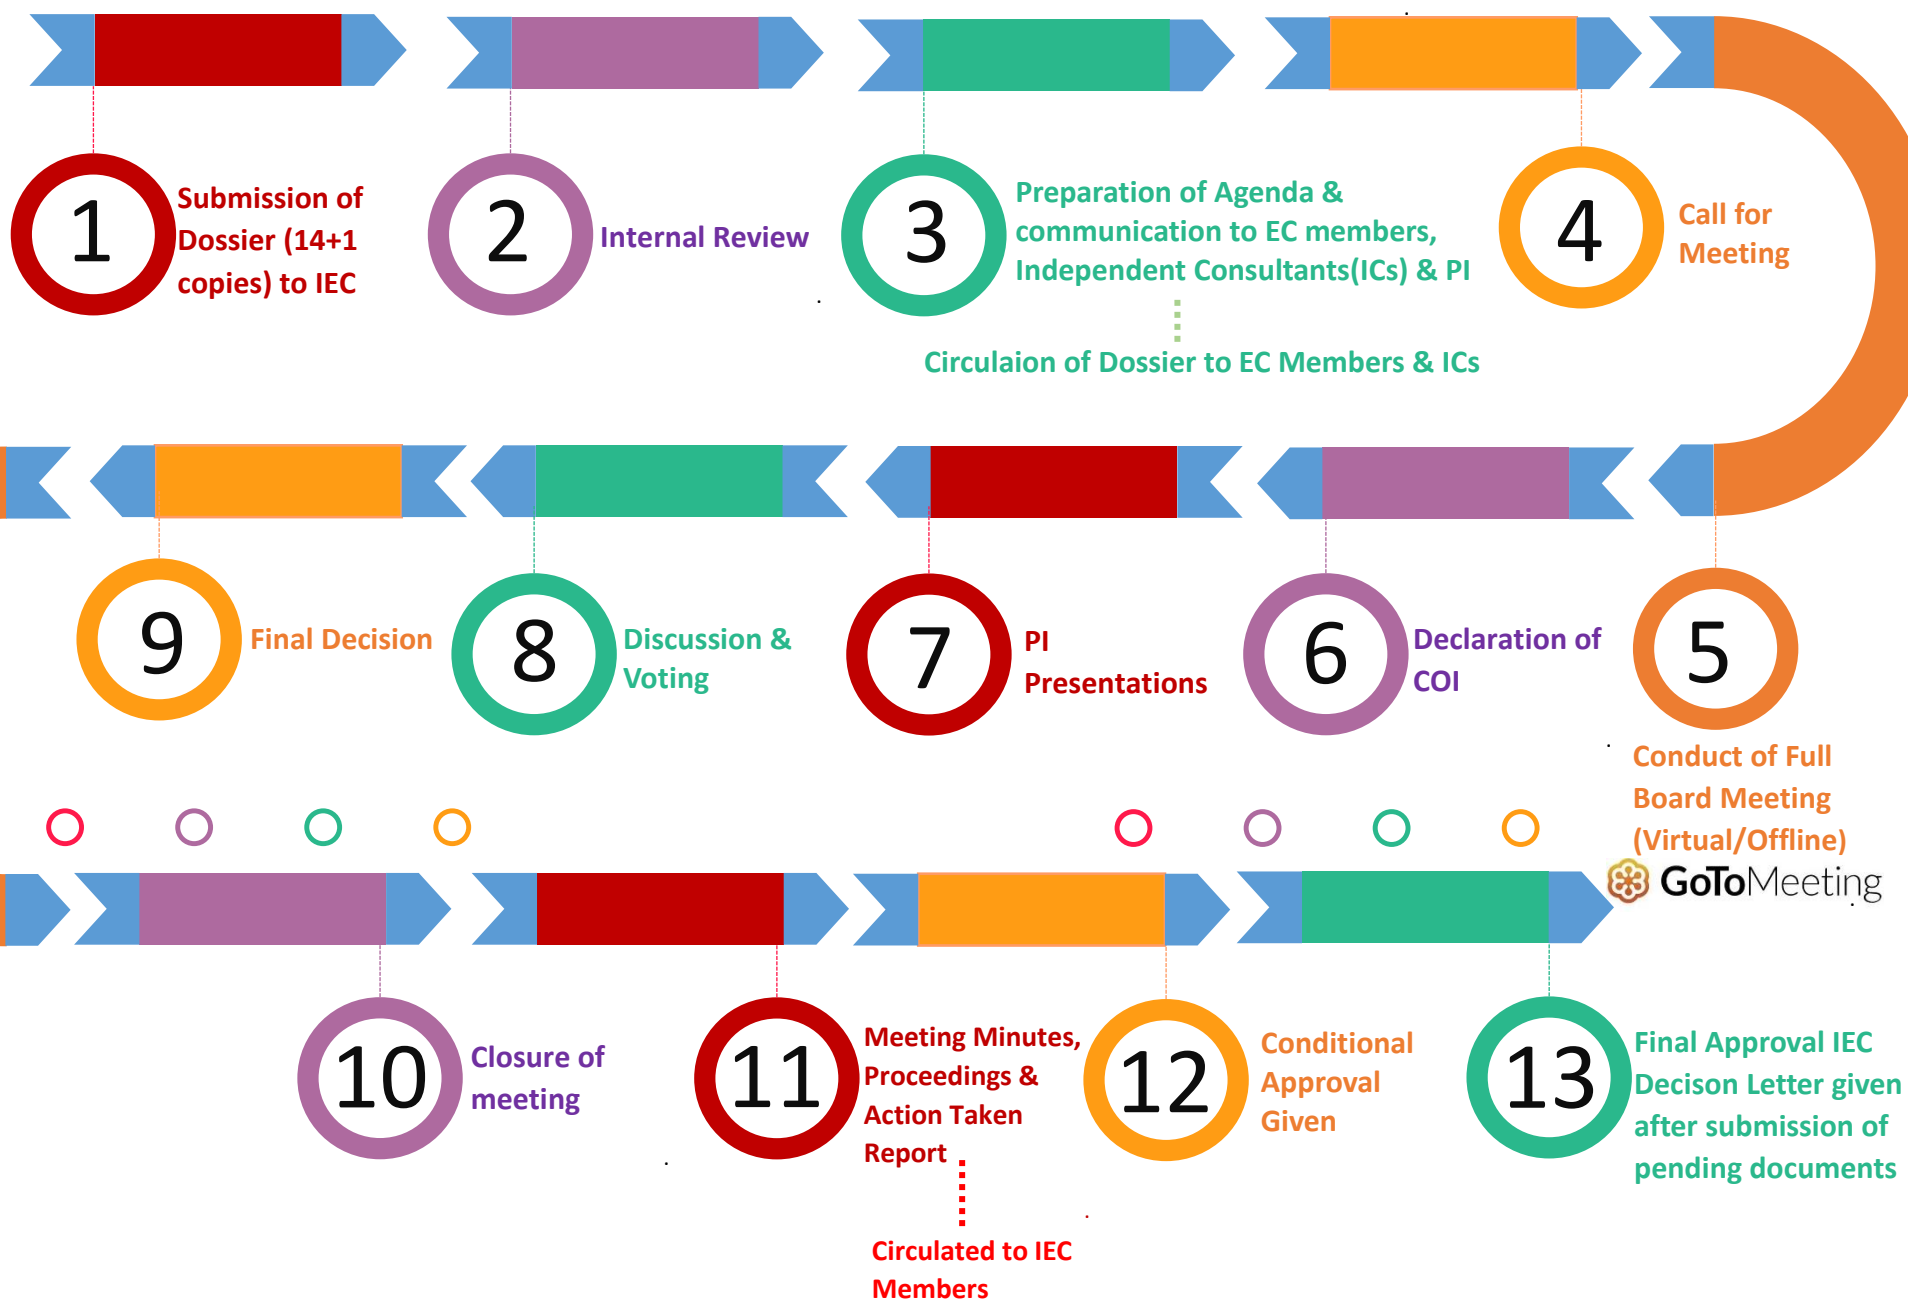 1
Submission of
Dossier (14+1
copies) to IEC
2
Internal Review
3
Preparation of Agenda &
communication to EC members,
Independent Consultants(ICs) & PI
Circulaion of Dossier to EC Members & ICs
4
Call for
Meeting
5
Conduct of Full
Board Meeting
(Virtual/Offline)
GoToMeeting
6
Declaration of
COI
7
PI
Presentations
8
Discussion &
Voting
9
Final Decision
10
Closure of
meeting
11
Meeting Minutes,
Proceedings &
Action Taken
Report
Circulated to IEC
Members
12
Conditional
Approval
Given
13
Final Approval IEC
Decison Letter given
after submission of
pending documents